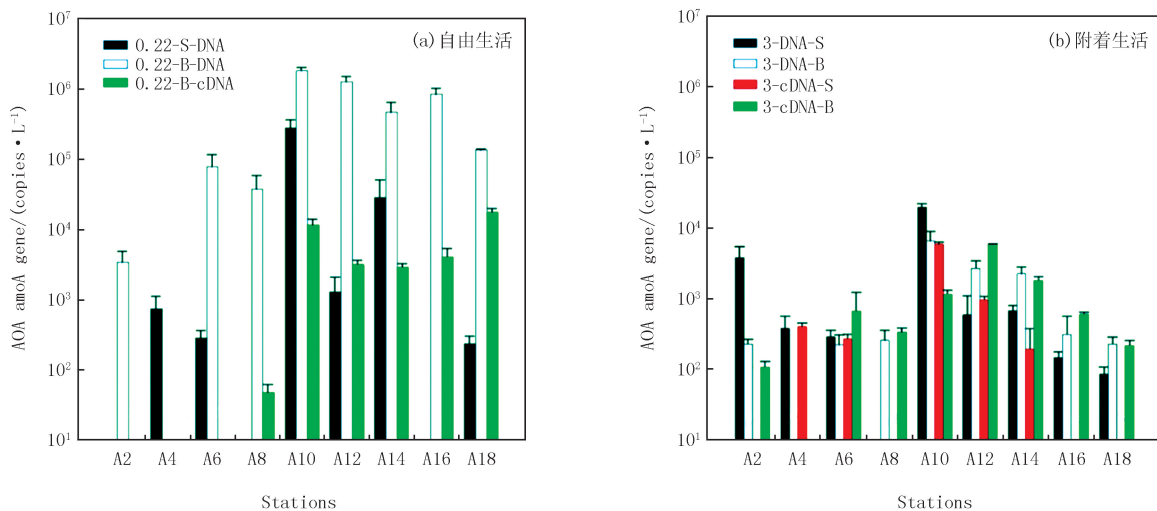 10⁷
10⁶
10⁵
10⁴
10³
10²
10¹
AOA amoA gene/(copies·L⁻¹)
0.22-S-DNA
0.22-B-DNA
0.22-B-cDNA
(a)自由生活
A2 A4 A6 A8 A10 A12 A14 A16 A18
Stations
10⁷
10⁶
10⁵
10⁴
10³
10²
10¹
AOA amoA gene/(copies·L⁻¹)
3-DNA-S
3-DNA-B
3-cDNA-S
3-cDNA-B
(b)附着生活
A2 A4 A6 A8 A10 A12 A14 A16 A18
Stations